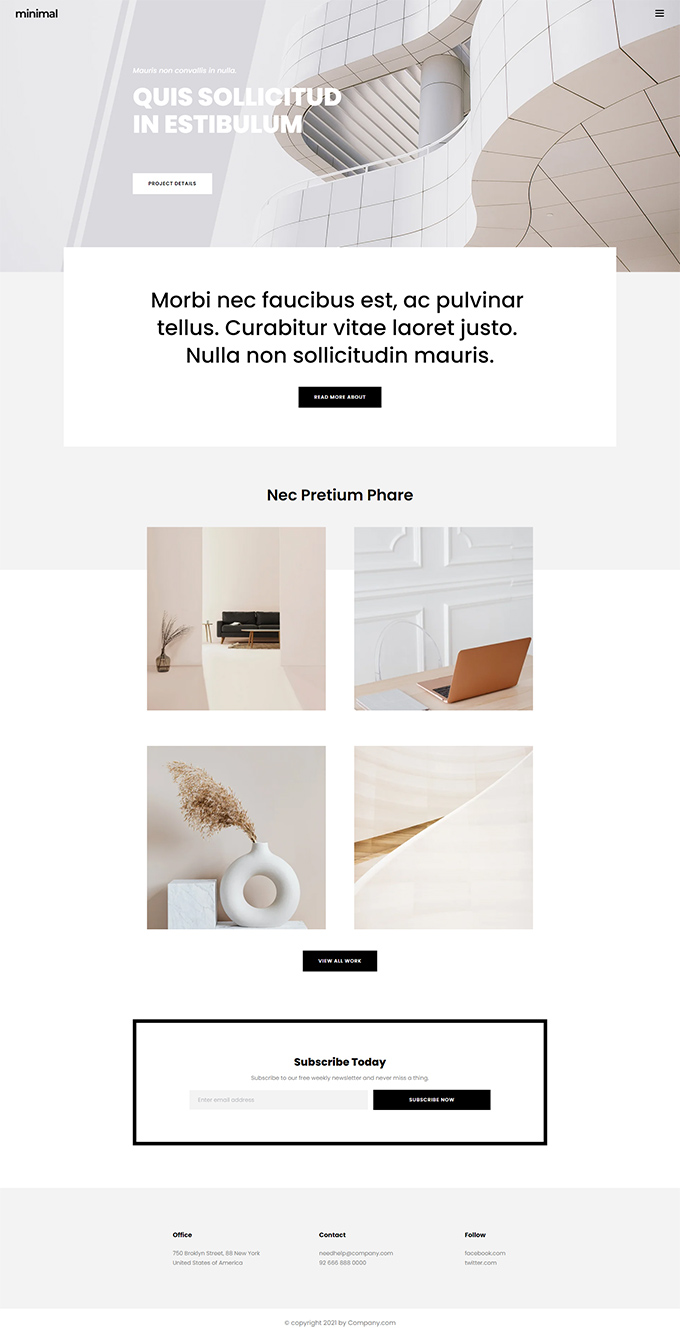 minimal
Mauris non convallis in nulla.
QUIS SOLLICITUD
IN ESTIBULUM
PROJECT DETAILS
Morbi nec faucibus est, ac pulvinar
tellus. Curabitur vitae laoret justo.
Nulla non sollicitudin mauris.
READ MORE ABOUT
Nec Pretium Phare
VIEW ALL WORK
Subscribe Today
Subscribe to our free weekly newsletter and never miss a thing.
Enter email address
SUBSCRIBE NOW
Office
750 Broklyn Street, 88 New York
United States of America
Contact
needhelp@company.com
92 666 888 0000
Follow
facebook.com
twitter.com
© copyright 2021 by Company.com